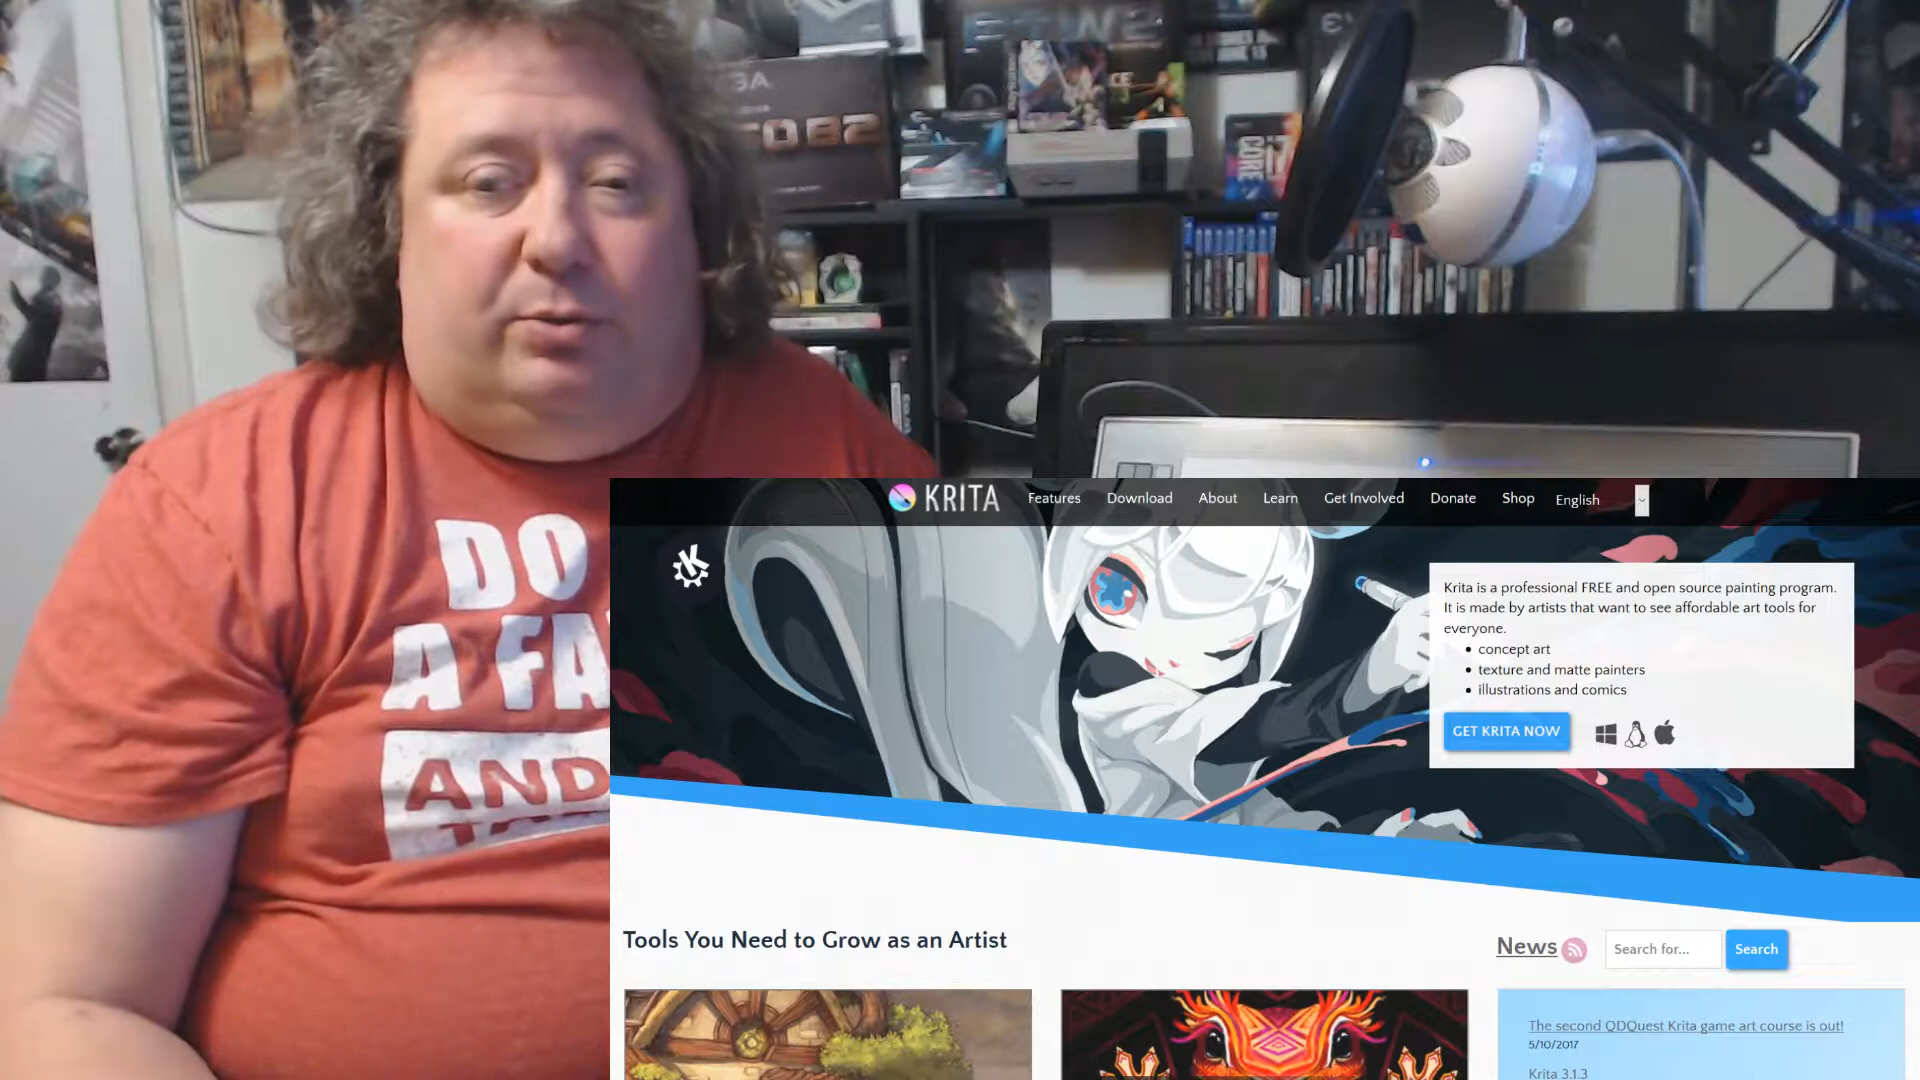 CORE
DO
A FA
AND
KRITA
Features
Download
About
Learn
Get Involved
Donate
Shop
English
Krita is a professional FREE and open source painting program.
It is made by artists that want to see affordable art tools for
everyone.
• concept art
• texture and matte painters
• illustrations and comics
GET KRITA NOW
Tools You Need to Grow as an Artist
News
Search for...
Search
The second QDQuest Krita game art course is out!
5/10/2017
Krita 3.1.3